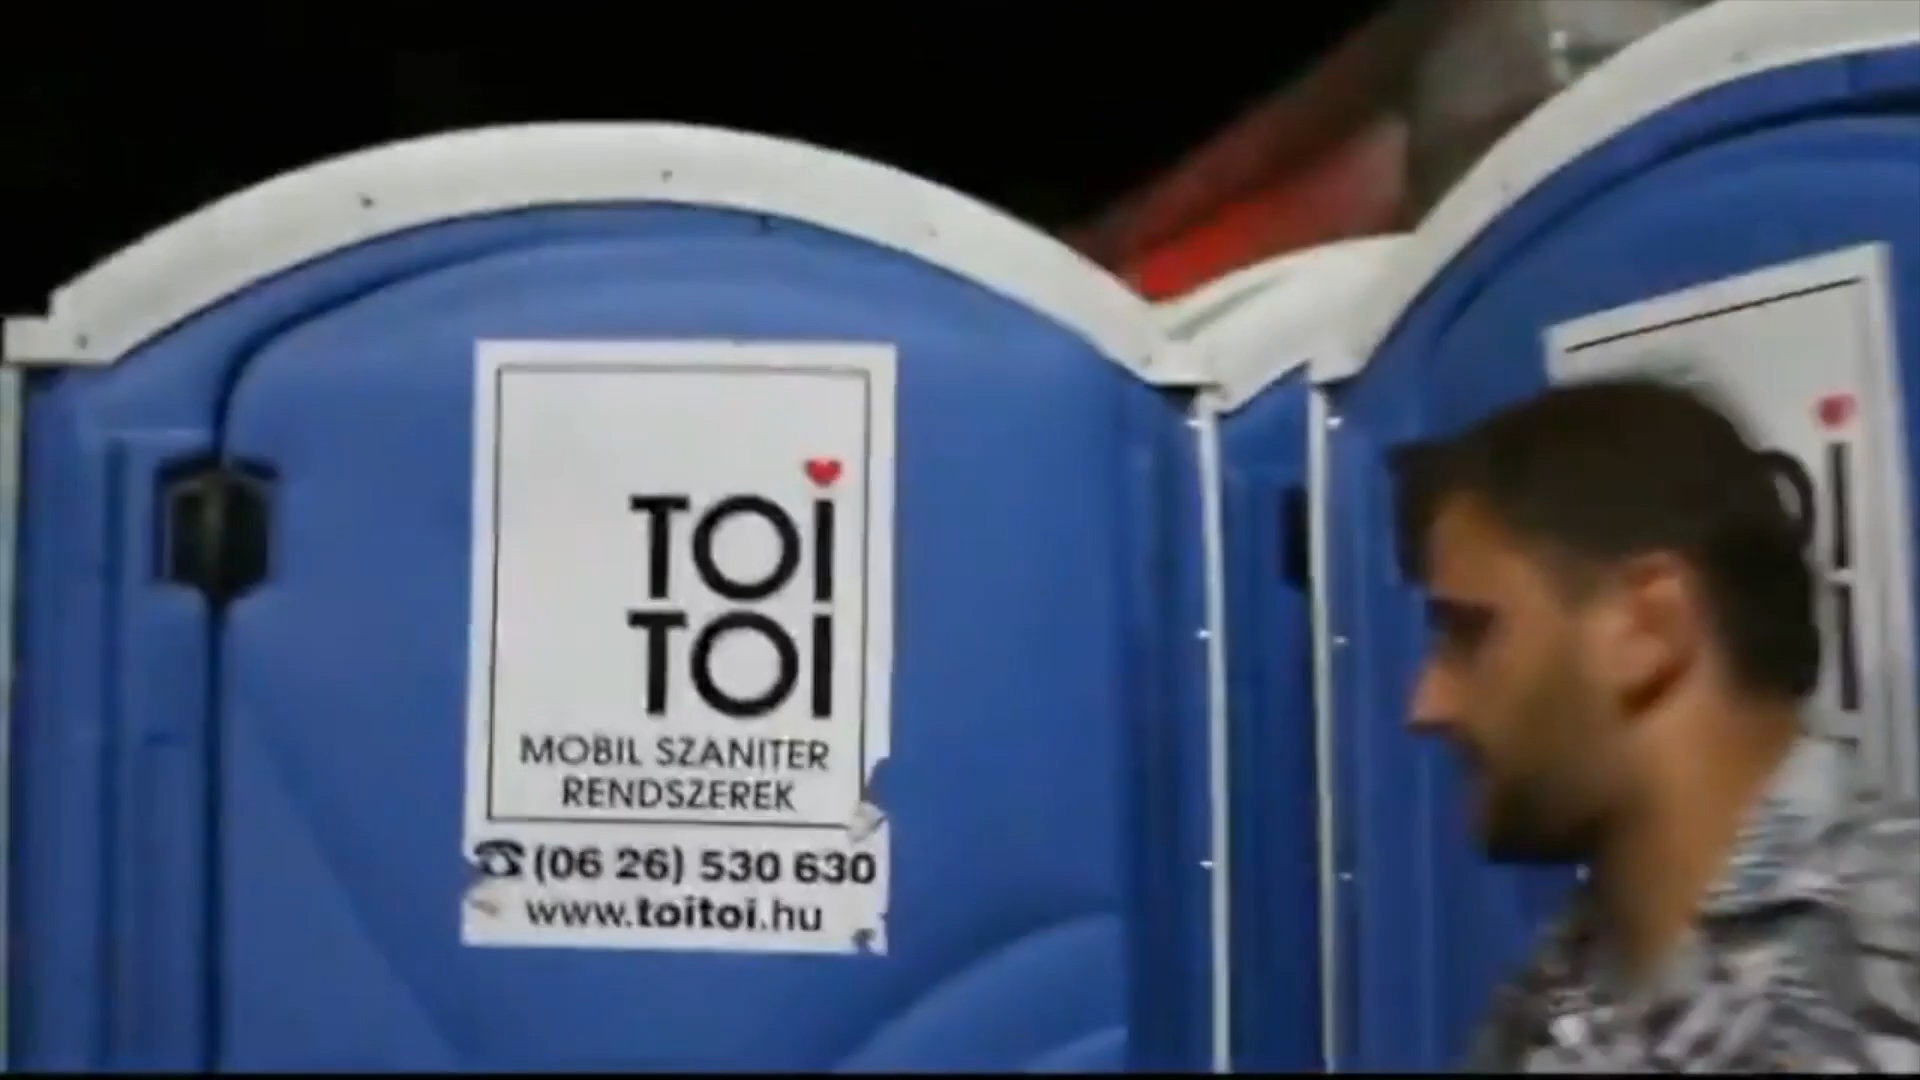 TOI
TOI
MOBIL SZANITER
RENDSZEREK
☎(06 26) 530 630
www.toitoi.hu